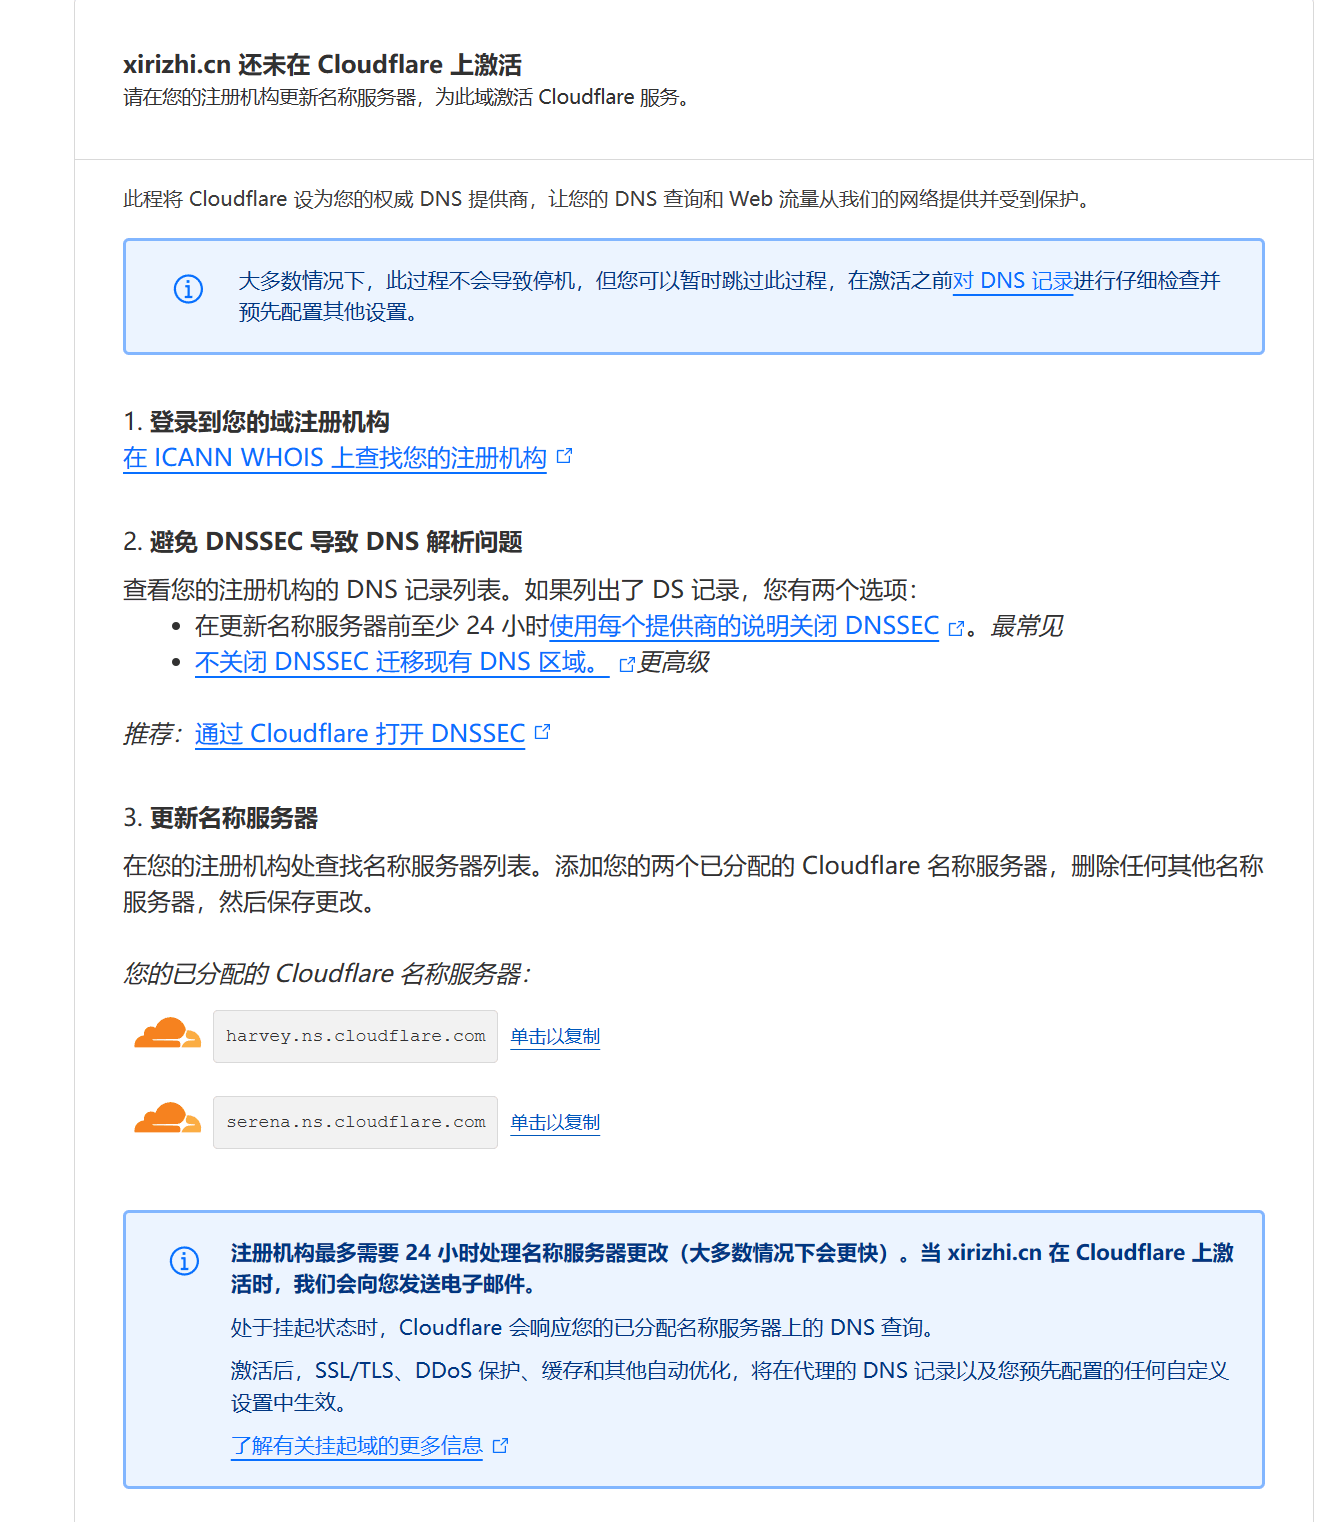 xirizhi.cn 还未在 Cloudflare 上激活
请在您的注册机构更新名称服务器，为此域激活 Cloudflare 服务。
此程将 Cloudflare 设为您的权威 DNS 提供商，让您的 DNS 查询和 Web 流量从我们的网络提供并受到保护。
大多数情况下，此过程不会导致停机，但您可以暂时跳过此过程，在激活之前对 DNS 记录进行仔细检查并
预先配置其他设置。
1. 登录到您的域注册机构
在 ICANN WHOIS 上查找您的注册机构
2. 避免 DNSSEC 导致 DNS 解析问题
查看您的注册机构的 DNS 记录列表。如果列出了 DS 记录，您有两个选项：
• 在更新名称服务器前至少 24 小时使用每个提供商的说明关闭 DNSSEC 。最常见
• 不关闭 DNSSEC 迁移现有 DNS 区域。 更高级
推荐：通过 Cloudflare 打开 DNSSEC
3. 更新名称服务器
在您的注册机构处查找名称服务器列表。添加您的两个已分配的 Cloudflare 名称服务器，删除任何其他名称
服务器，然后保存更改。
您的已分配的 Cloudflare 名称服务器：
harvey.ns.cloudflare.com 单击以复制
serena.ns.cloudflare.com 单击以复制
注册机构最多需要 24 小时处理名称服务器更改（大多数情况下会更快）。当 xirizhi.cn 在 Cloudflare 上激
活时，我们会向您发送电子邮件。
处于挂起状态时，Cloudflare 会响应您的已分配名称服务器上的 DNS 查询。
激活后，SSL/TLS、DDoS 保护、缓存和其他自动优化，将在代理的 DNS 记录以及您预先配置的任何自定义
设置中生效。
了解有关挂起域的更多信息